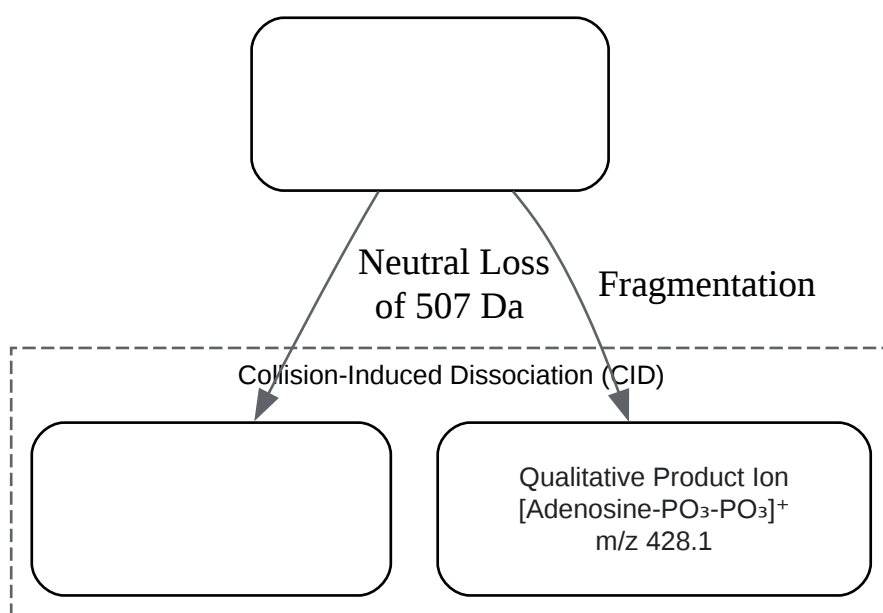 Neutral Loss
of 507 Da
Fragmentation
Collision-Induced Dissociation (CID)
Qualitative Product Ion
[Adenosine-PO₃-PO₃]⁺
m/z 428.1